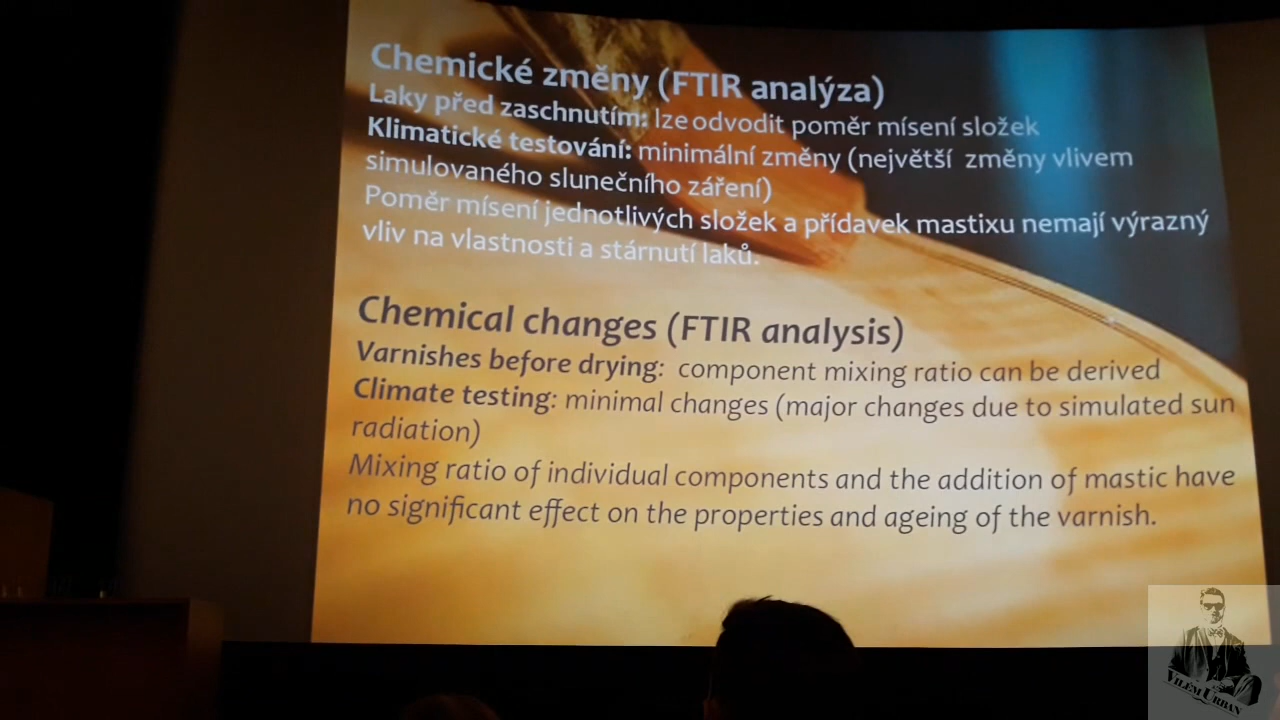 Chemické změny (FTIR analýza)
Laky před zaschnutím: lze odvodit poměr mísení složek
Klimatické testování: minimální změny (největší změny vlivem
simulovaného slunečního záření)
Poměr mísení jednotlivých složek a přídavek mastixu nemají výrazný
vliv na vlastnosti a stárnutí laků.
Chemical changes (FTIR analysis)
Varnishes before drying: component mixing ratio can be derived
Climate testing: minimal changes (major changes due to simulated sun
radiation)
Mixing ratio of individual components and the addition of mastic have
no significant effect on the properties and ageing of the varnish.
VILÉM URBAN